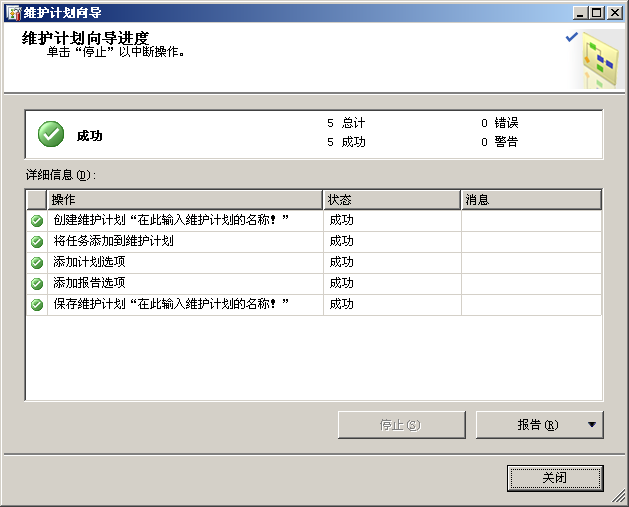 维护计划向导
维护计划向导进度
单击“停止”以中断操作。
成功
5 总计
0 错误
5 成功
0 警告
详细信息(D):
操作 状态 消息
创建维护计划“在此输入维护计划的名称！” 成功
将任务添加到维护计划 成功
添加计划选项 成功
添加报告选项 成功
保存维护计划“在此输入维护计划的名称！” 成功
停止(S) 报告(R)
关闭